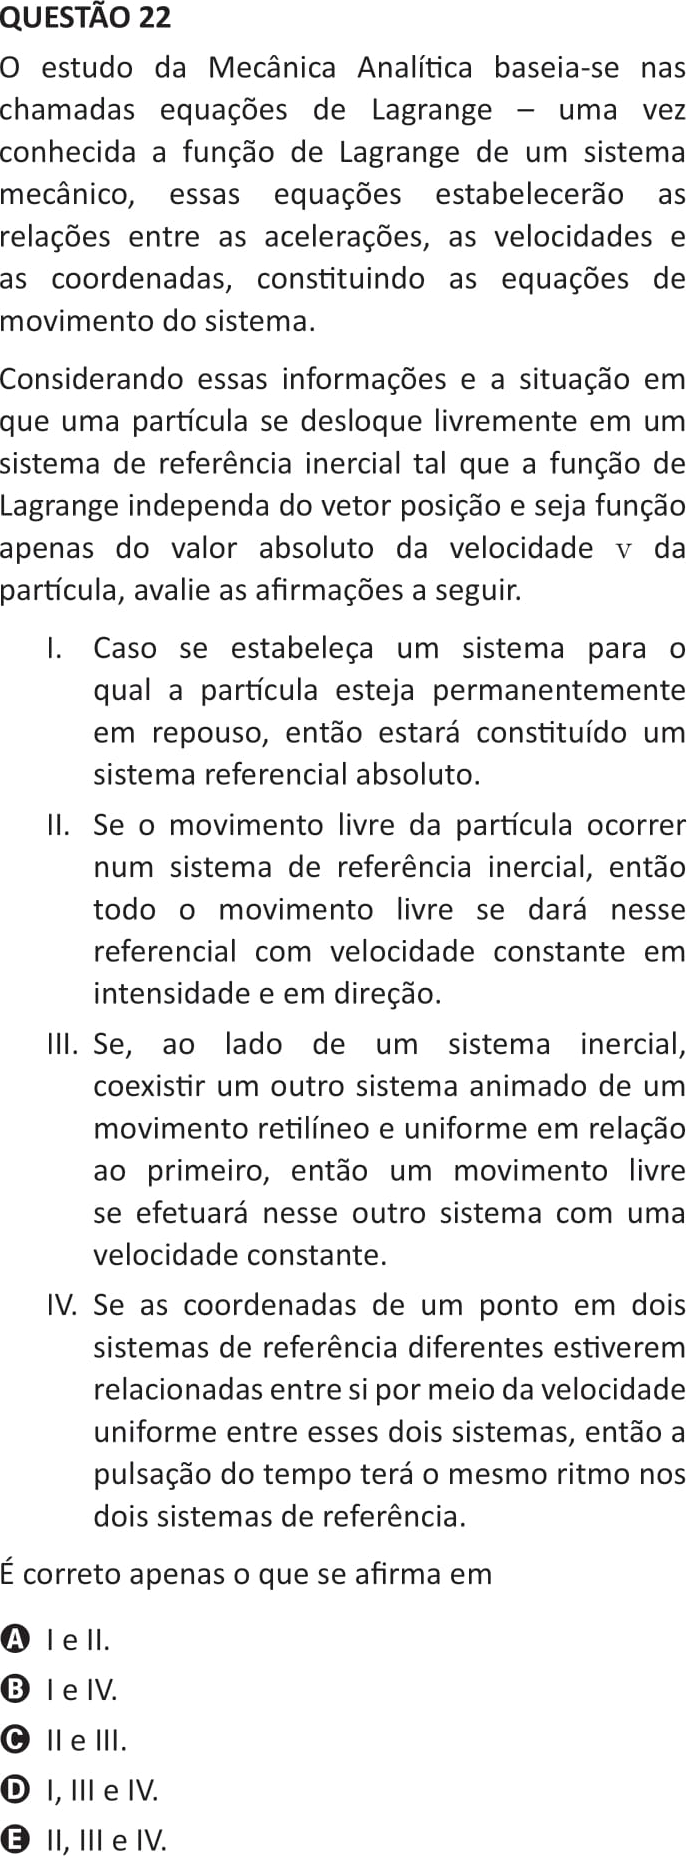 QUESTÃO 22
O estudo da Mecânica Analítica baseia-se nas
chamadas equações de Lagrange – uma vez
conhecida a função de Lagrange de um sistema
mecânico, essas equações estabelecerão as
relações entre as acelerações, as velocidades e
as coordenadas, constituindo as equações de
movimento do sistema.
Considerando essas informações e a situação em
que uma partícula se desloque livremente em um
sistema de referência inercial tal que a função de
Lagrange independa do vetor posição e seja função
apenas do valor absoluto da velocidade v da
partícula, avalie as afirmações a seguir.
I. Caso se estabeleça um sistema para o
qual a partícula esteja permanentemente
em repouso, então estará constituído um
sistema referencial absoluto.
II. Se o movimento livre da partícula ocorrer
num sistema de referência inercial, então
todo o movimento livre se dará nesse
referencial com velocidade constante em
intensidade e em direção.
III. Se, ao lado de um sistema inercial,
coexistir um outro sistema animado de um
movimento retilíneo e uniforme em relação
ao primeiro, então um movimento livre
se efetuará nesse outro sistema com uma
velocidade constante.
IV. Se as coordenadas de um ponto em dois
sistemas de referência diferentes estiverem
relacionadas entre si por meio da velocidade
uniforme entre esses dois sistemas, então a
pulsação do tempo terá o mesmo ritmo nos
dois sistemas de referência.
É correto apenas o que se afirma em
A I e II.
B I e IV.
C II e III.
D I, III e IV.
E II, III e IV.